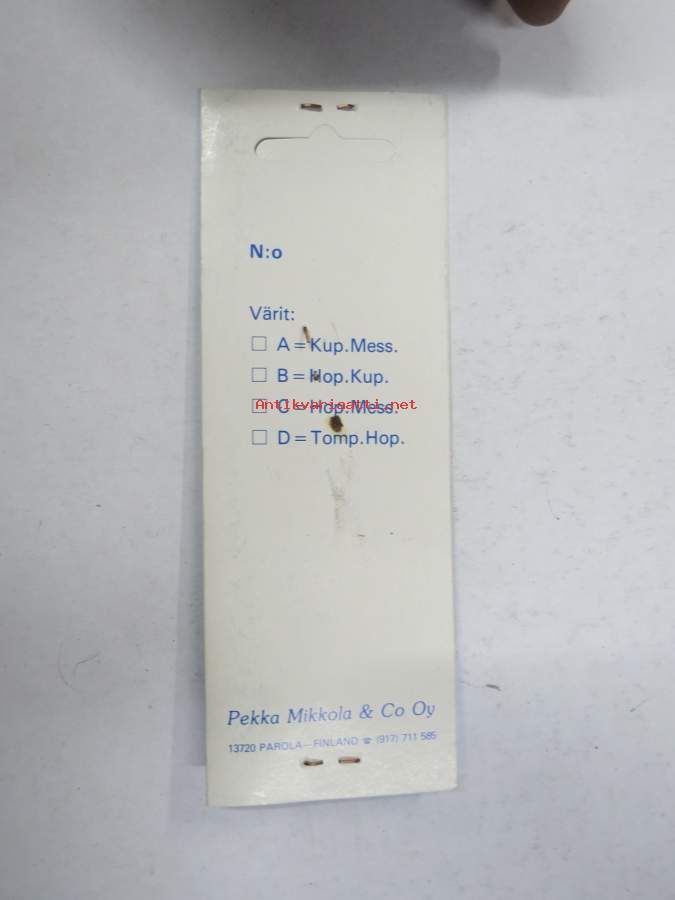 N:o
Värit:
☐ A=Kup.Mess.
☐ B=Hop.Kup.
☐ C=Hop.Mess.
Antikvariaatti.net
☐ D=Tomp.Hop.
Pekka Mikkola & Co Oy
13720 PAROLA—FINLAND ☎ (917) 711 585